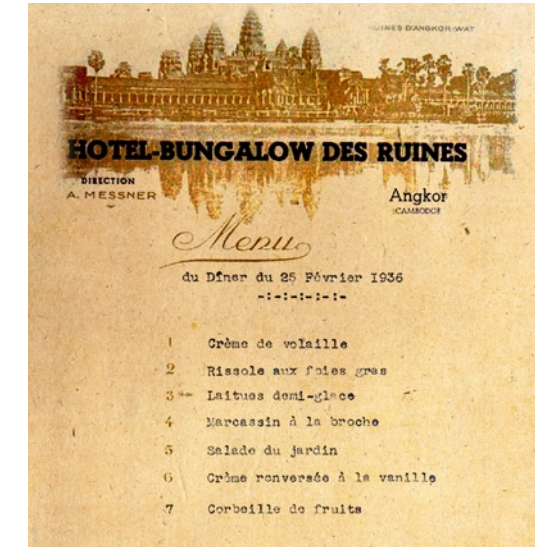 RUINES D'ANGKOR-WAT
HOTEL-BUNGALOW DES RUINES
DIRECTION
A. MESSNER
Angkor
(CAMBODGE
Menu
du Dîner du 25 Février I936
-:-:-:-:-:-
1 Crème de volaille
2 Rissole aux foies gras
3 Laitues demi-glace
4 Marcassin à la broche
5 Salade du jardin
6 Crème renversée à la vanille
7 Corbeille de fruits